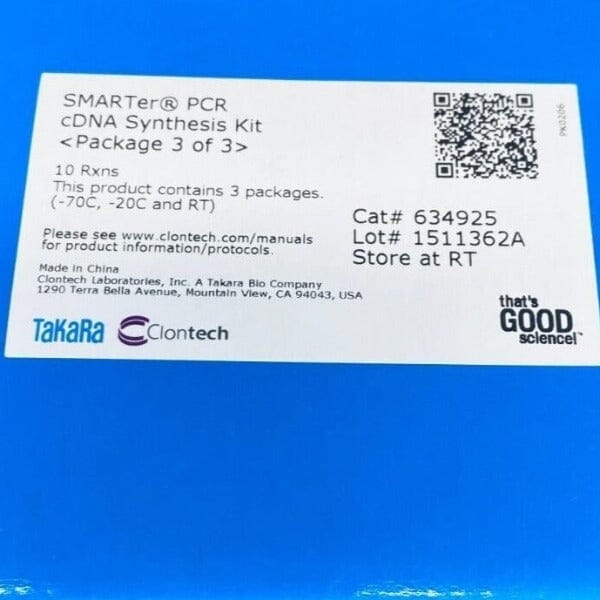 SMARTer® PCR
cDNA Synthesis Kit
<Package 3 of 3>
10 Rxns
This product contains 3 packages.
(-70C, -20C and RT)
Please see www.clontech.com/manuals
for product information/protocols.
Made in China
Clontech Laboratories, Inc. A Takara Bio Company
1290 Terra Bella Avenue, Mountain View, CA 94043, USA
TaKaRa Clontech
PK0206
Cat# 634925
Lot# 1511362A
Store at RT
that's
GOOD
science!™